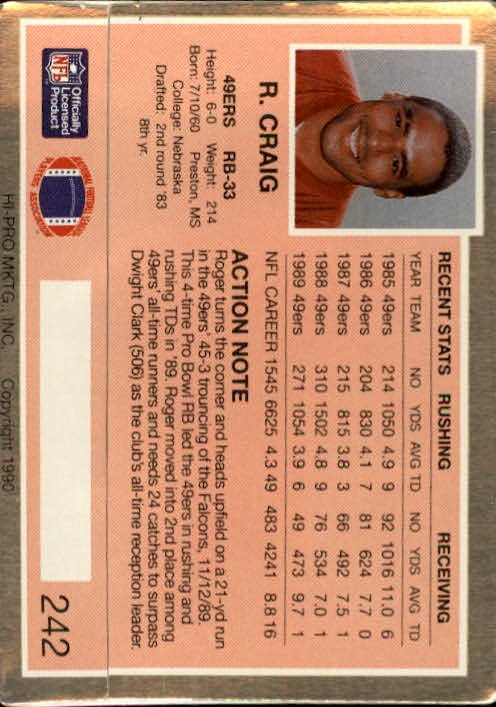 R. CRAIG
49ERS RB-33
Height: 6-0 Weight: 214
Born: 7/10/60 Preston, MS
College: Nebraska
Drafted: 2nd round '83
8th yr.
RECENT STATS RUSHING RECEIVING
YEAR TEAM NO YDS AVG TD NO YDS AVG TD
1985 49ers 214 1050 4.9 9 92 1016 11.0 6
1986 49ers 204 830 4.1 7 81 624 7.7 0
1987 49ers 215 815 3.8 3 66 492 7.5 1
1988 49ers 310 1502 4.8 9 76 534 7.0 1
1989 49ers 271 1054 3.9 6 49 473 9.7 1
NFL CAREER 1545 6625 4.3 49 483 4241 8.8 16
ACTION NOTE
Roger turns the corner and heads upfield on a 21-yd run
in the 49ers' 45-3 trouncing of the Falcons, 11/12/89.
This 4-time Pro Bowl RB led the 49ers in rushing and
rushing TDs in '89. Roger moved into 2nd place among
49ers all-time runners and needs 24 catches to surpass
Dwight Clark (506) as the club's all-time reception leader.
NFL
Officially
Licensed
Product
NATIONAL FOOTBALL LEAGUE
PLAYERS ASSOCIATION
242
HI-PRO MKTG., INC. Copyright 1990